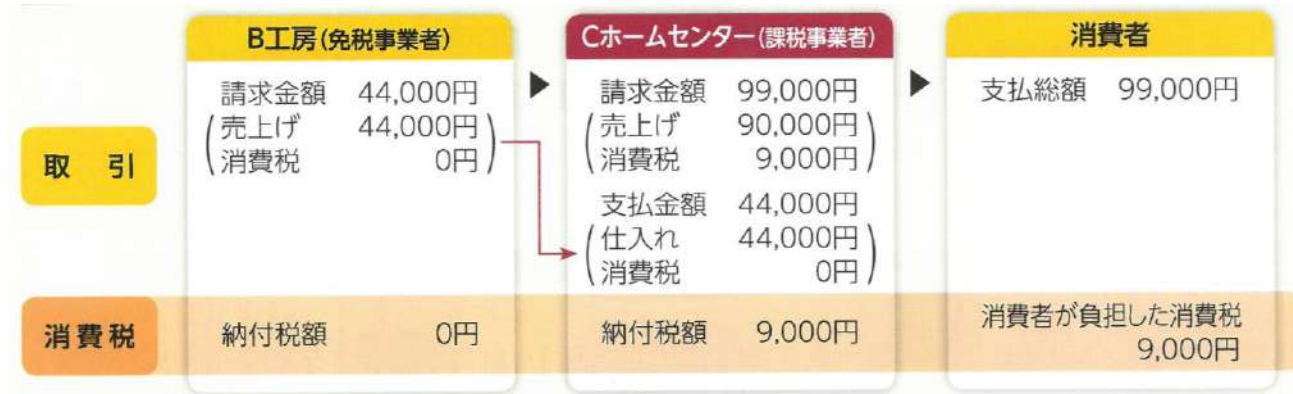 B工房(免税事業者)
請求金額 44,000円
(売上げ 44,000円
消費税 0円)
Cホームセンター(課税事業者)
請求金額 99,000円
(売上げ 90,000円
消費税 9,000円)
支払金額 44,000円
(仕入れ 44,000円
消費税 0円)
消費者
支払総額 99,000円
取 引
消費税
納付税額 0円
納付税額 9,000円
消費者が負担した消費税
9,000円